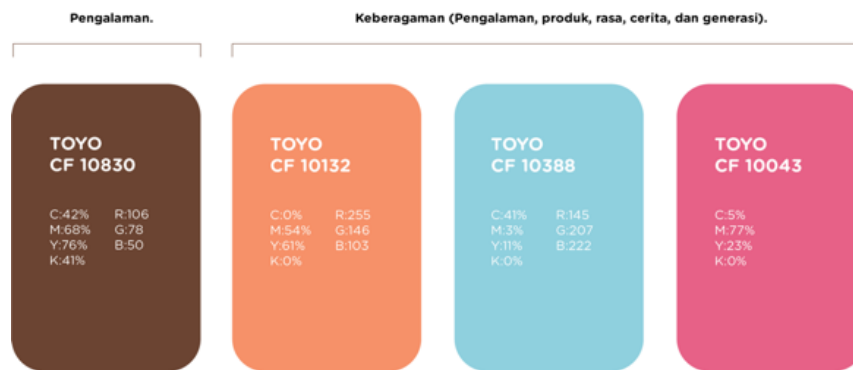 Pengalaman.
Keberagaman (Pengalaman, produk, rasa, cerita, dan generasi).
TOYO
CF 10830
C:42% R:106
M:68% G:78
Y:76% B:50
K:41%
TOYO
CF 10132
C:0% R:255
M:54% G:146
Y:61% B:103
K:0%
TOYO
CF 10388
C:41% R:145
M:3% G:207
Y:11% B:222
K:0%
TOYO
CF 10043
C:5%
M:77%
Y:23%
K:0%